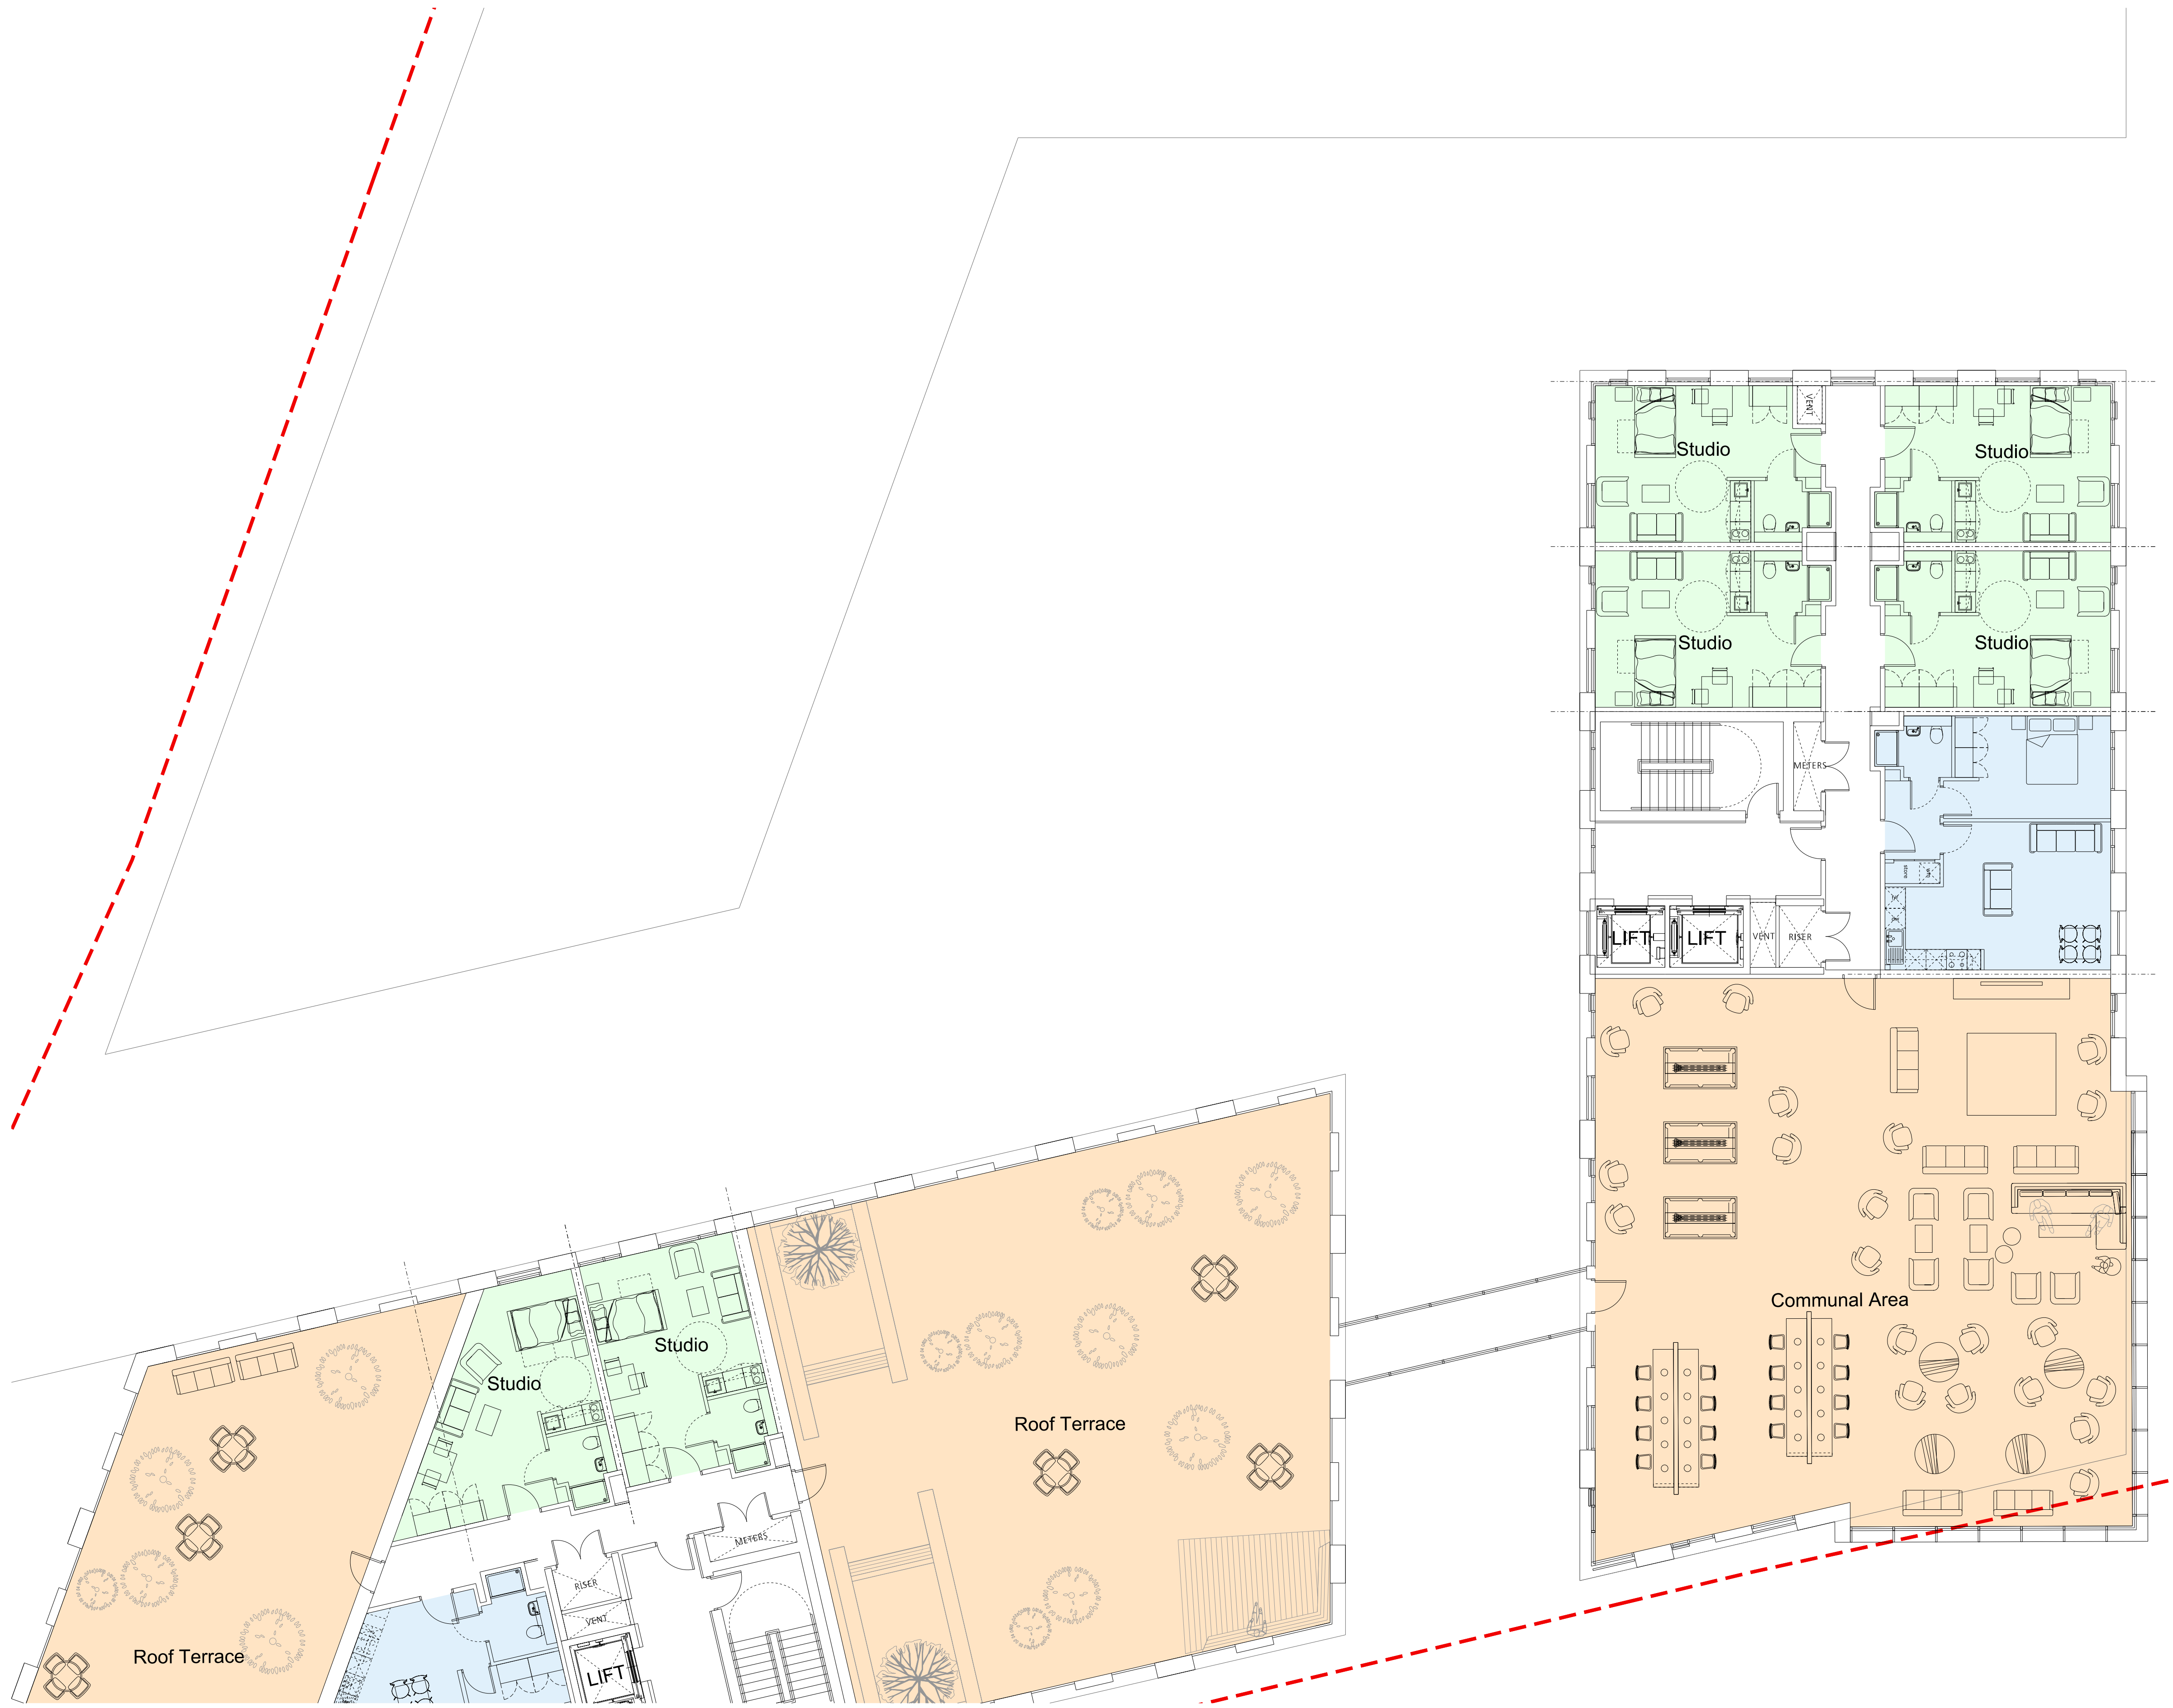 VENT
Studio
Studio
Studio
Studio
METERS
store
LIFT
LIFT
VENT
RISER
Communal Area
Studio
Studio
Roof Terrace
METERS
RISER
VENT
Roof Terrace
LIFT